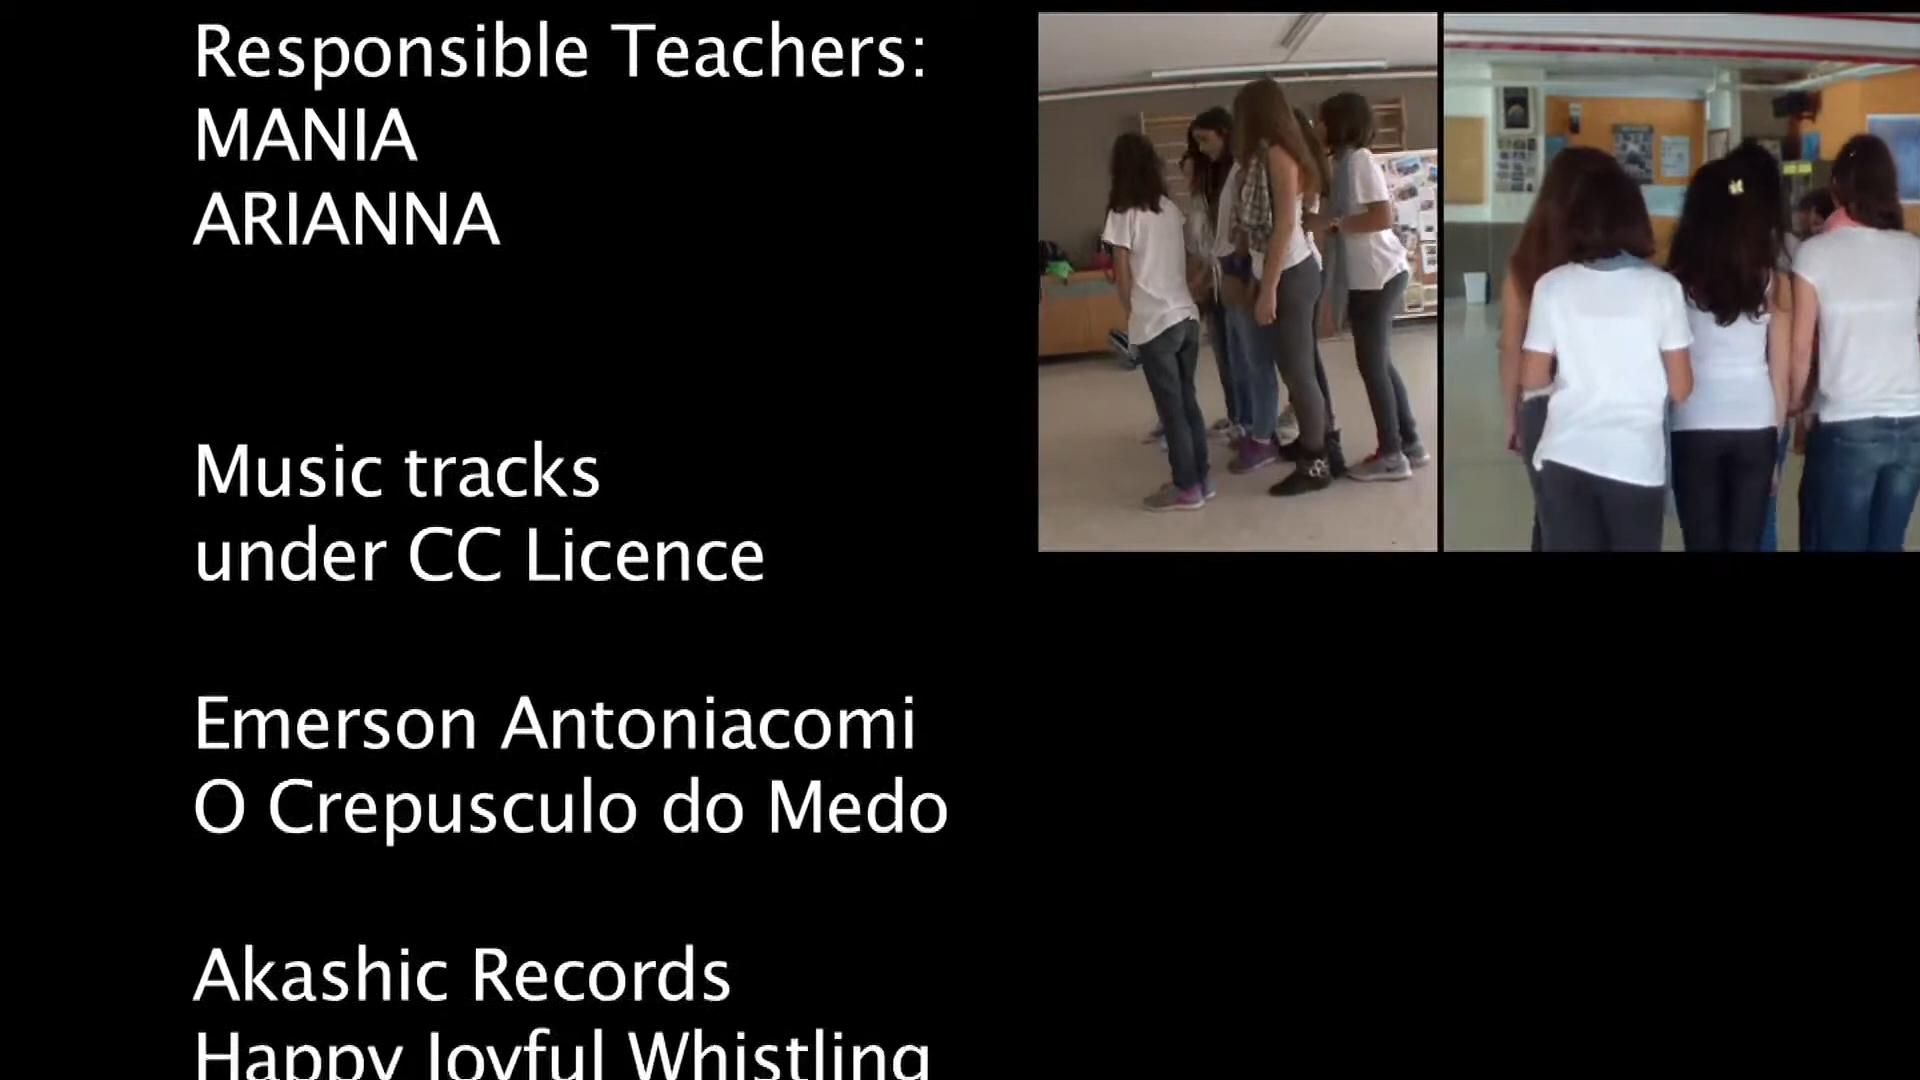 Responsible Teachers:
MANIA
ARIANNA
Music tracks
under CC Licence
Emerson Antoniacomi
O Crepusculo do Medo
Akashic Records
Happy Joyful Whistling